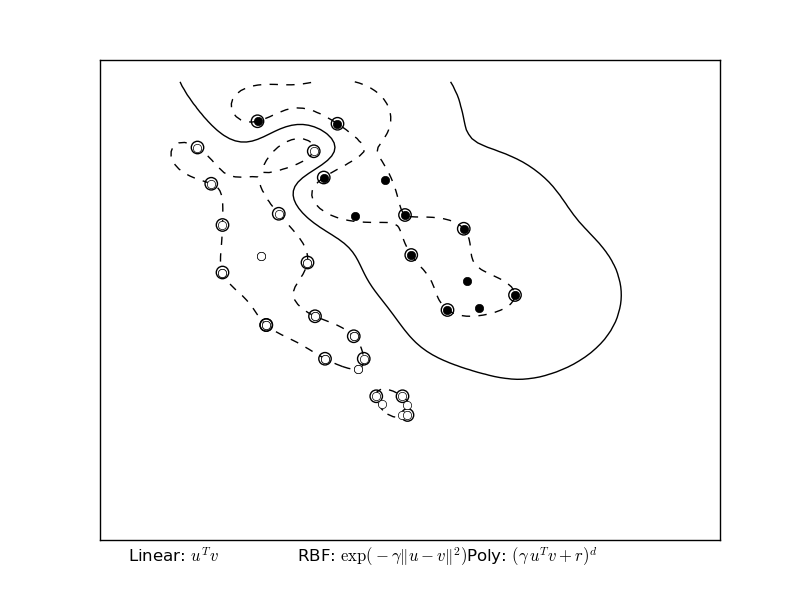 Linear: $u^T v$ RBF: $\exp(-\gamma \| u-v \|^2)$Poly: $(\gamma \, u^T v + r)^d$